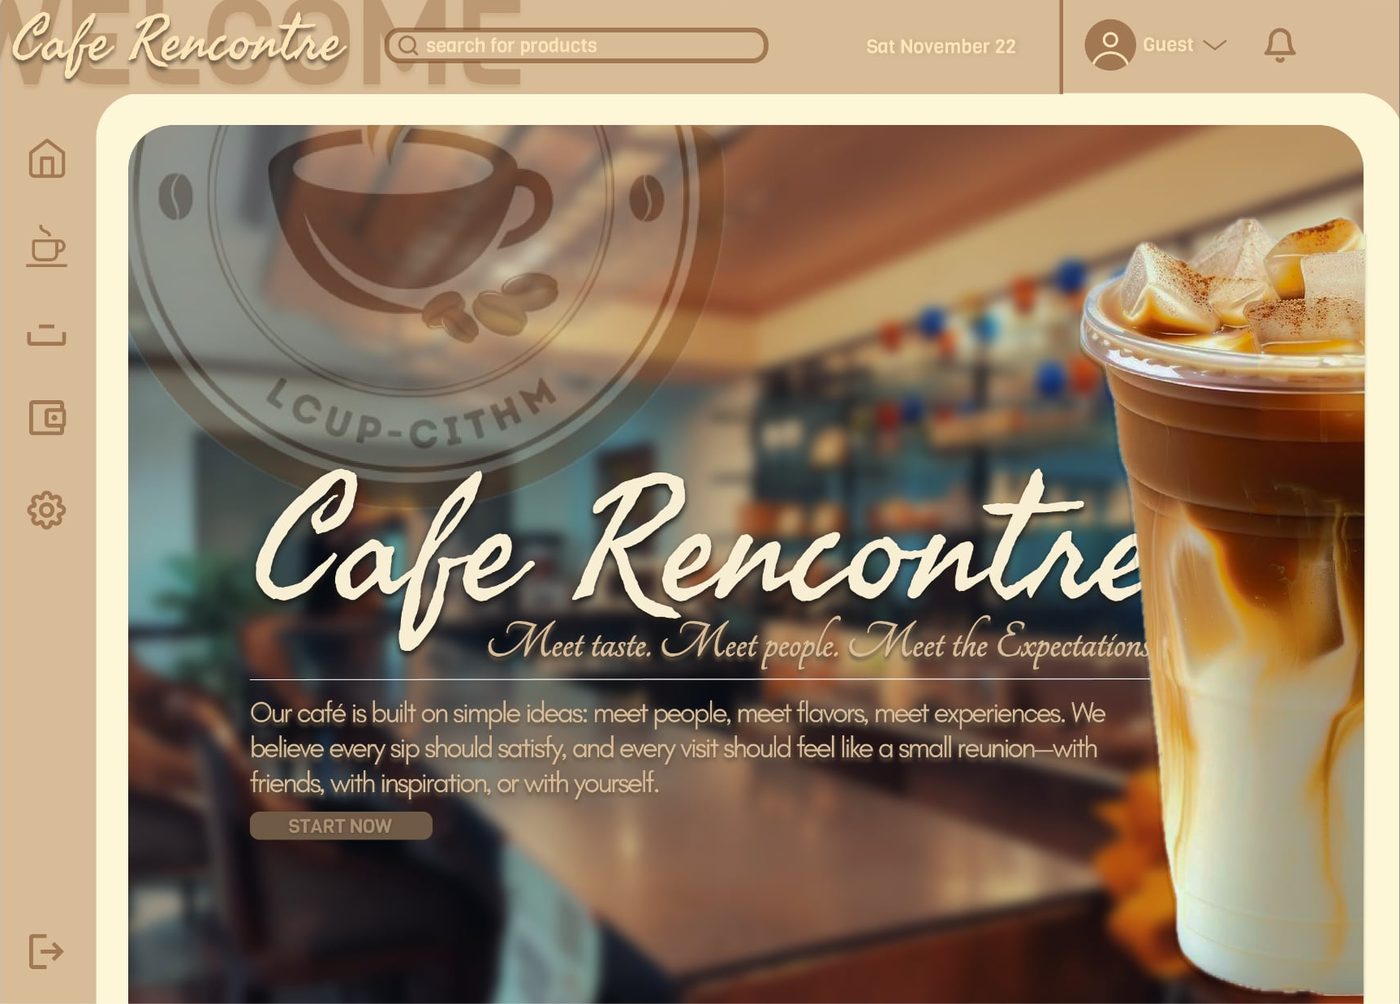 WELCOME
Cafe Rencontre
search for products
Sat November 22
Guest
LCUP-CITHM
Cafe Rencontre
Meet taste. Meet people. Meet the Expectations
Our café is built on simple ideas: meet people, meet flavors, meet experiences. We
believe every sip should satisfy, and every visit should feel like a small reunion—with
friends, with inspiration, or with yourself.
START NOW